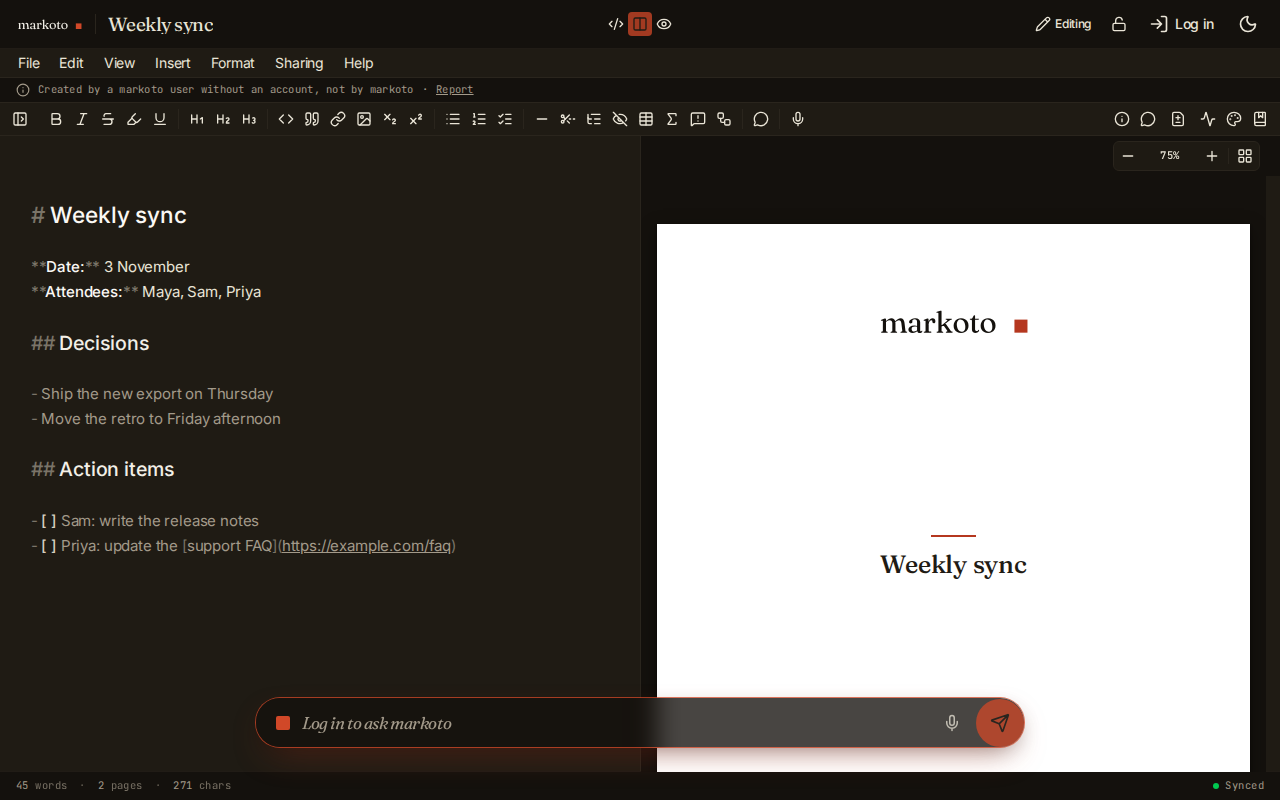 markoto
Weekly sync
Editing
Log in
File Edit View Insert Format Sharing Help
Created by a markoto user without an account, not by markoto · Report
H1 H2 H3
75%
# Weekly sync
**Date:** 3 November
**Attendees:** Maya, Sam, Priya
## Decisions
- Ship the new export on Thursday
- Move the retro to Friday afternoon
## Action items
- [ ] Sam: write the release notes
- [ ] Priya: update the [support FAQ](https://example.com/faq)
markoto
Weekly sync
Log in to ask markoto
45 words · 2 pages · 271 chars
Synced